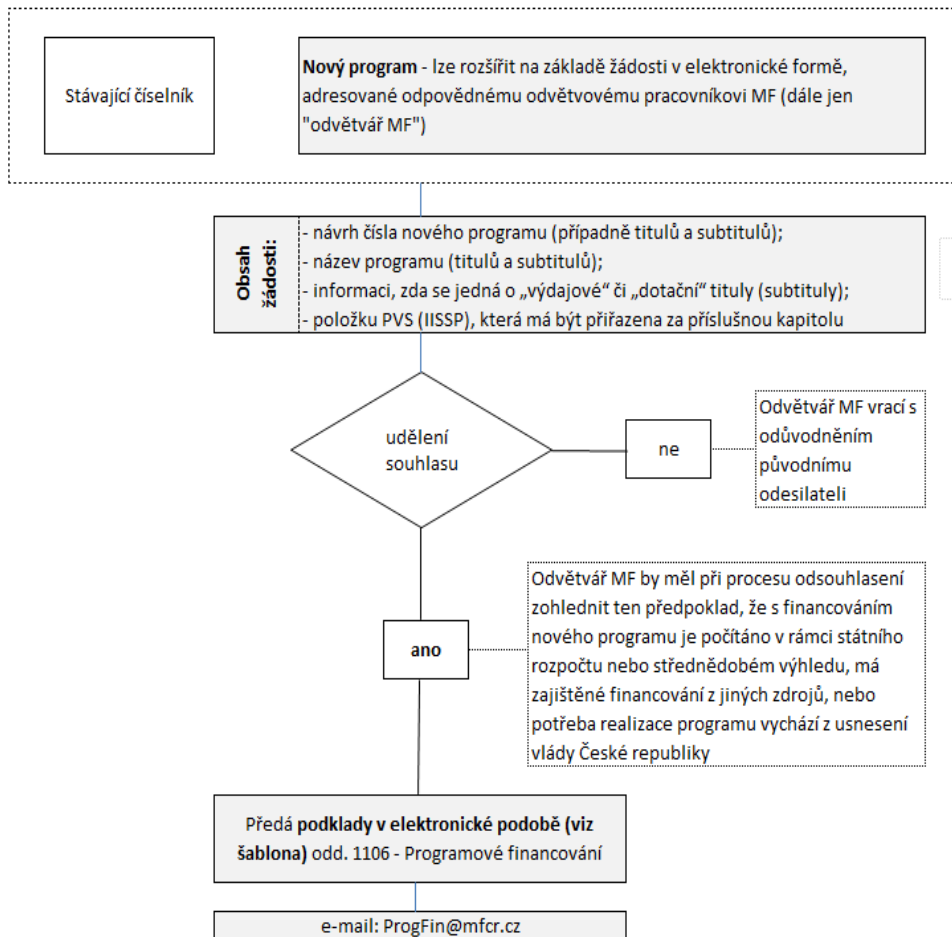 Stávající číselník
Nový program - lze rozšířit na základě žádosti v elektronické formě,
adresované odpovědnému odvětvovému pracovníkovi MF (dále jen
"odvětvář MF")
Obsah
žádosti:
- návrh čísla nového programu (případně titulů a subtitulů);
- název programu (titulů a subtitulů);
- informaci, zda se jedná o „výdajové“ či „dotační“ tituly (subtituly);
- položku PVS (IISSP), která má být přiřazena za příslušnou kapitolu
udělení
souhlasu
ne
Odvětvář MF vrací s
odůvodněním
původnímu
odesilateli
ano
Odvětvář MF by měl při procesu odsouhlasení
zohlednit ten předpoklad, že s financováním
nového programu je počítáno v rámci státního
rozpočtu nebo střednědobém výhledu, má
zajištěné financování z jiných zdrojů, nebo
potřeba realizace programu vychází z usnesení
vlády České republiky
Předá podklady v elektronické podobě (viz
šablona) odd. 1106 - Programové financování
e-mail: ProgFin@mfcr.cz